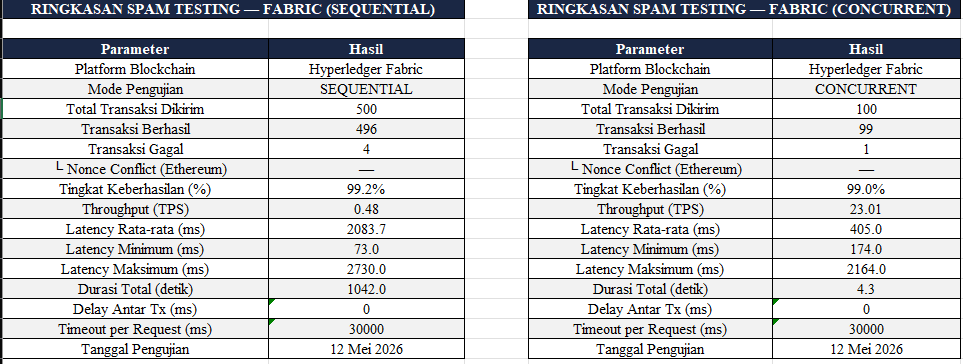 RINGKASAN SPAM TESTING — FABRIC (SEQUENTIAL)
Parameter Hasil
Platform Blockchain Hyperledger Fabric
Mode Pengujian SEQUENTIAL
Total Transaksi Dikirim 500
Transaksi Berhasil 496
Transaksi Gagal 4
└ Nonce Conflict (Ethereum) —
Tingkat Keberhasilan (%) 99.2%
Throughput (TPS) 0.48
Latency Rata-rata (ms) 2083.7
Latency Minimum (ms) 73.0
Latency Maksimum (ms) 2730.0
Durasi Total (detik) 1042.0
Delay Antar Tx (ms) 0
Timeout per Request (ms) 30000
Tanggal Pengujian 12 Mei 2026
RINGKASAN SPAM TESTING — FABRIC (CONCURRENT)
Parameter Hasil
Platform Blockchain Hyperledger Fabric
Mode Pengujian CONCURRENT
Total Transaksi Dikirim 100
Transaksi Berhasil 99
Transaksi Gagal 1
└ Nonce Conflict (Ethereum) —
Tingkat Keberhasilan (%) 99.0%
Throughput (TPS) 23.01
Latency Rata-rata (ms) 405.0
Latency Minimum (ms) 174.0
Latency Maksimum (ms) 2164.0
Durasi Total (detik) 4.3
Delay Antar Tx (ms) 0
Timeout per Request (ms) 30000
Tanggal Pengujian 12 Mei 2026